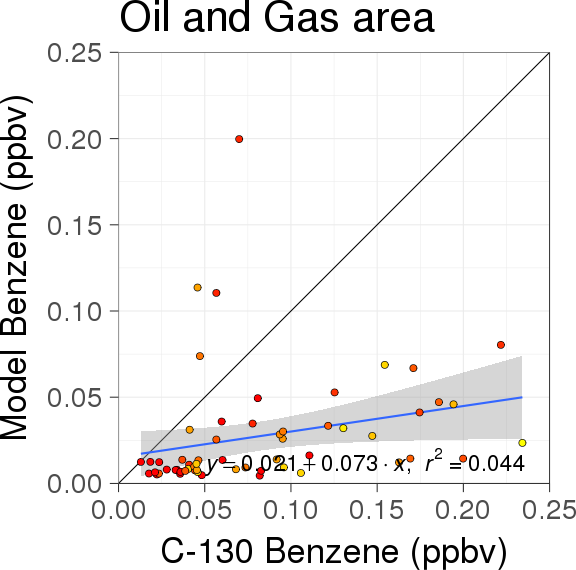 Oil and Gas area
Model Benzene (ppbv)
0.25
0.20
0.15
0.10
0.05
0.00
y = 0.021 + 0.073 · x, r² = 0.044
0.00 0.05 0.10 0.15 0.20 0.25
C-130 Benzene (ppbv)